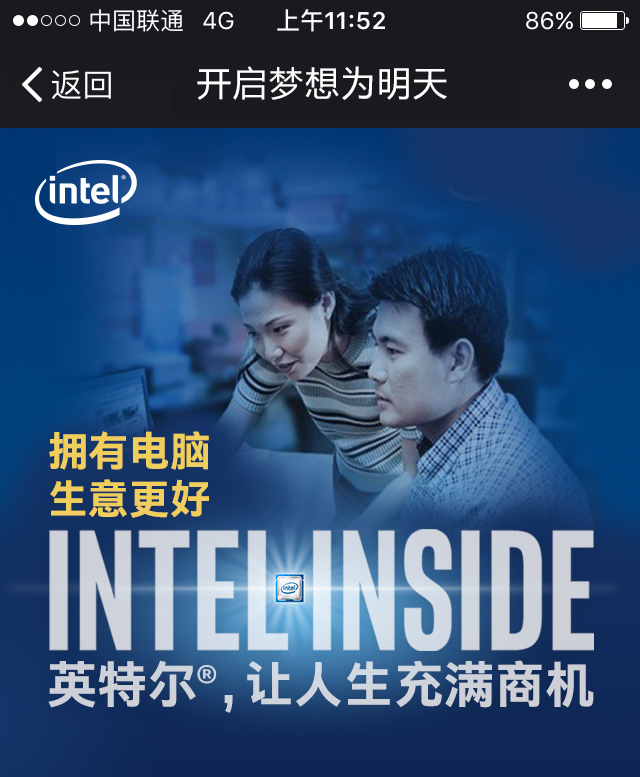 中国联通 4G 上午11:52 86%
返回 开启梦想为明天
intel®
拥有电脑
生意更好
INTEL INSIDE
intel
英特尔®，让人生充满商机